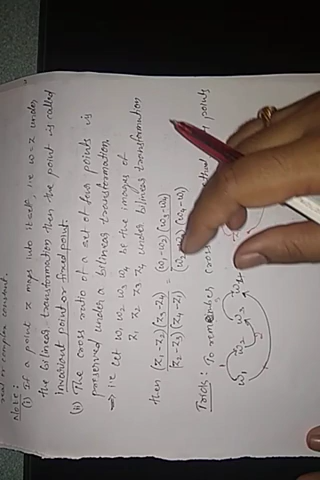 real or complex constant.
Note:
(i) If a point z maps into itself, i.e w=z under
the bilinear transformation then the point is called
invariant point or fixed point.
(ii) The cross ratio of a set of four points is
preserved under a bilinear transformation.
→ i.e let w₁ w₂ w₃ w₄ be the images of
z₁ z₂ z₃ z₄ under bilinear transformation
then (z₁-z₂)(z₃-z₄) / (z₂-z₃)(z₄-z₁) = (w₁-w₂)(w₃-w₄) / (w₄-w₁)
Trick: To remember points
w₁ w₂ w₃ w₄